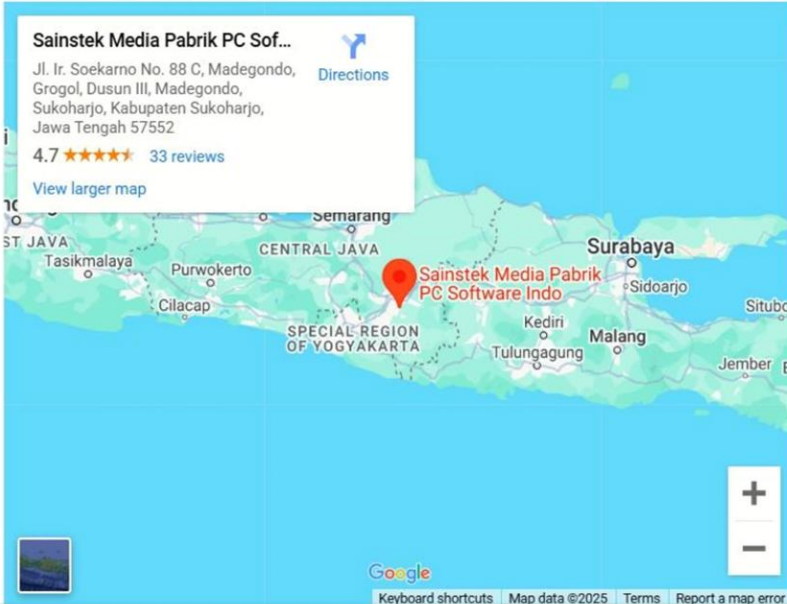 Sainstek Media Pabrik PC Sof...
Directions
Jl. Ir. Soekarno No. 88 C, Madegondo,
Grogol, Dusun III, Madegondo,
Sukoharjo, Kabupaten Sukoharjo,
Jawa Tengah 57552
4.7 33 reviews
View larger map
ST JAVA
Tasikmalaya
Purwokerto
Cilacap
Semarang
CENTRAL JAVA
SPECIAL REGION
OF YOGYAKARTA
Sainstek Media Pabrik
PC Software Indo
Surabaya
Sidoarjo
Kediri
Tulungagung
Malang
Situbo
Jember
Google
Keyboard shortcuts Map data ©2025 Terms Report a map error